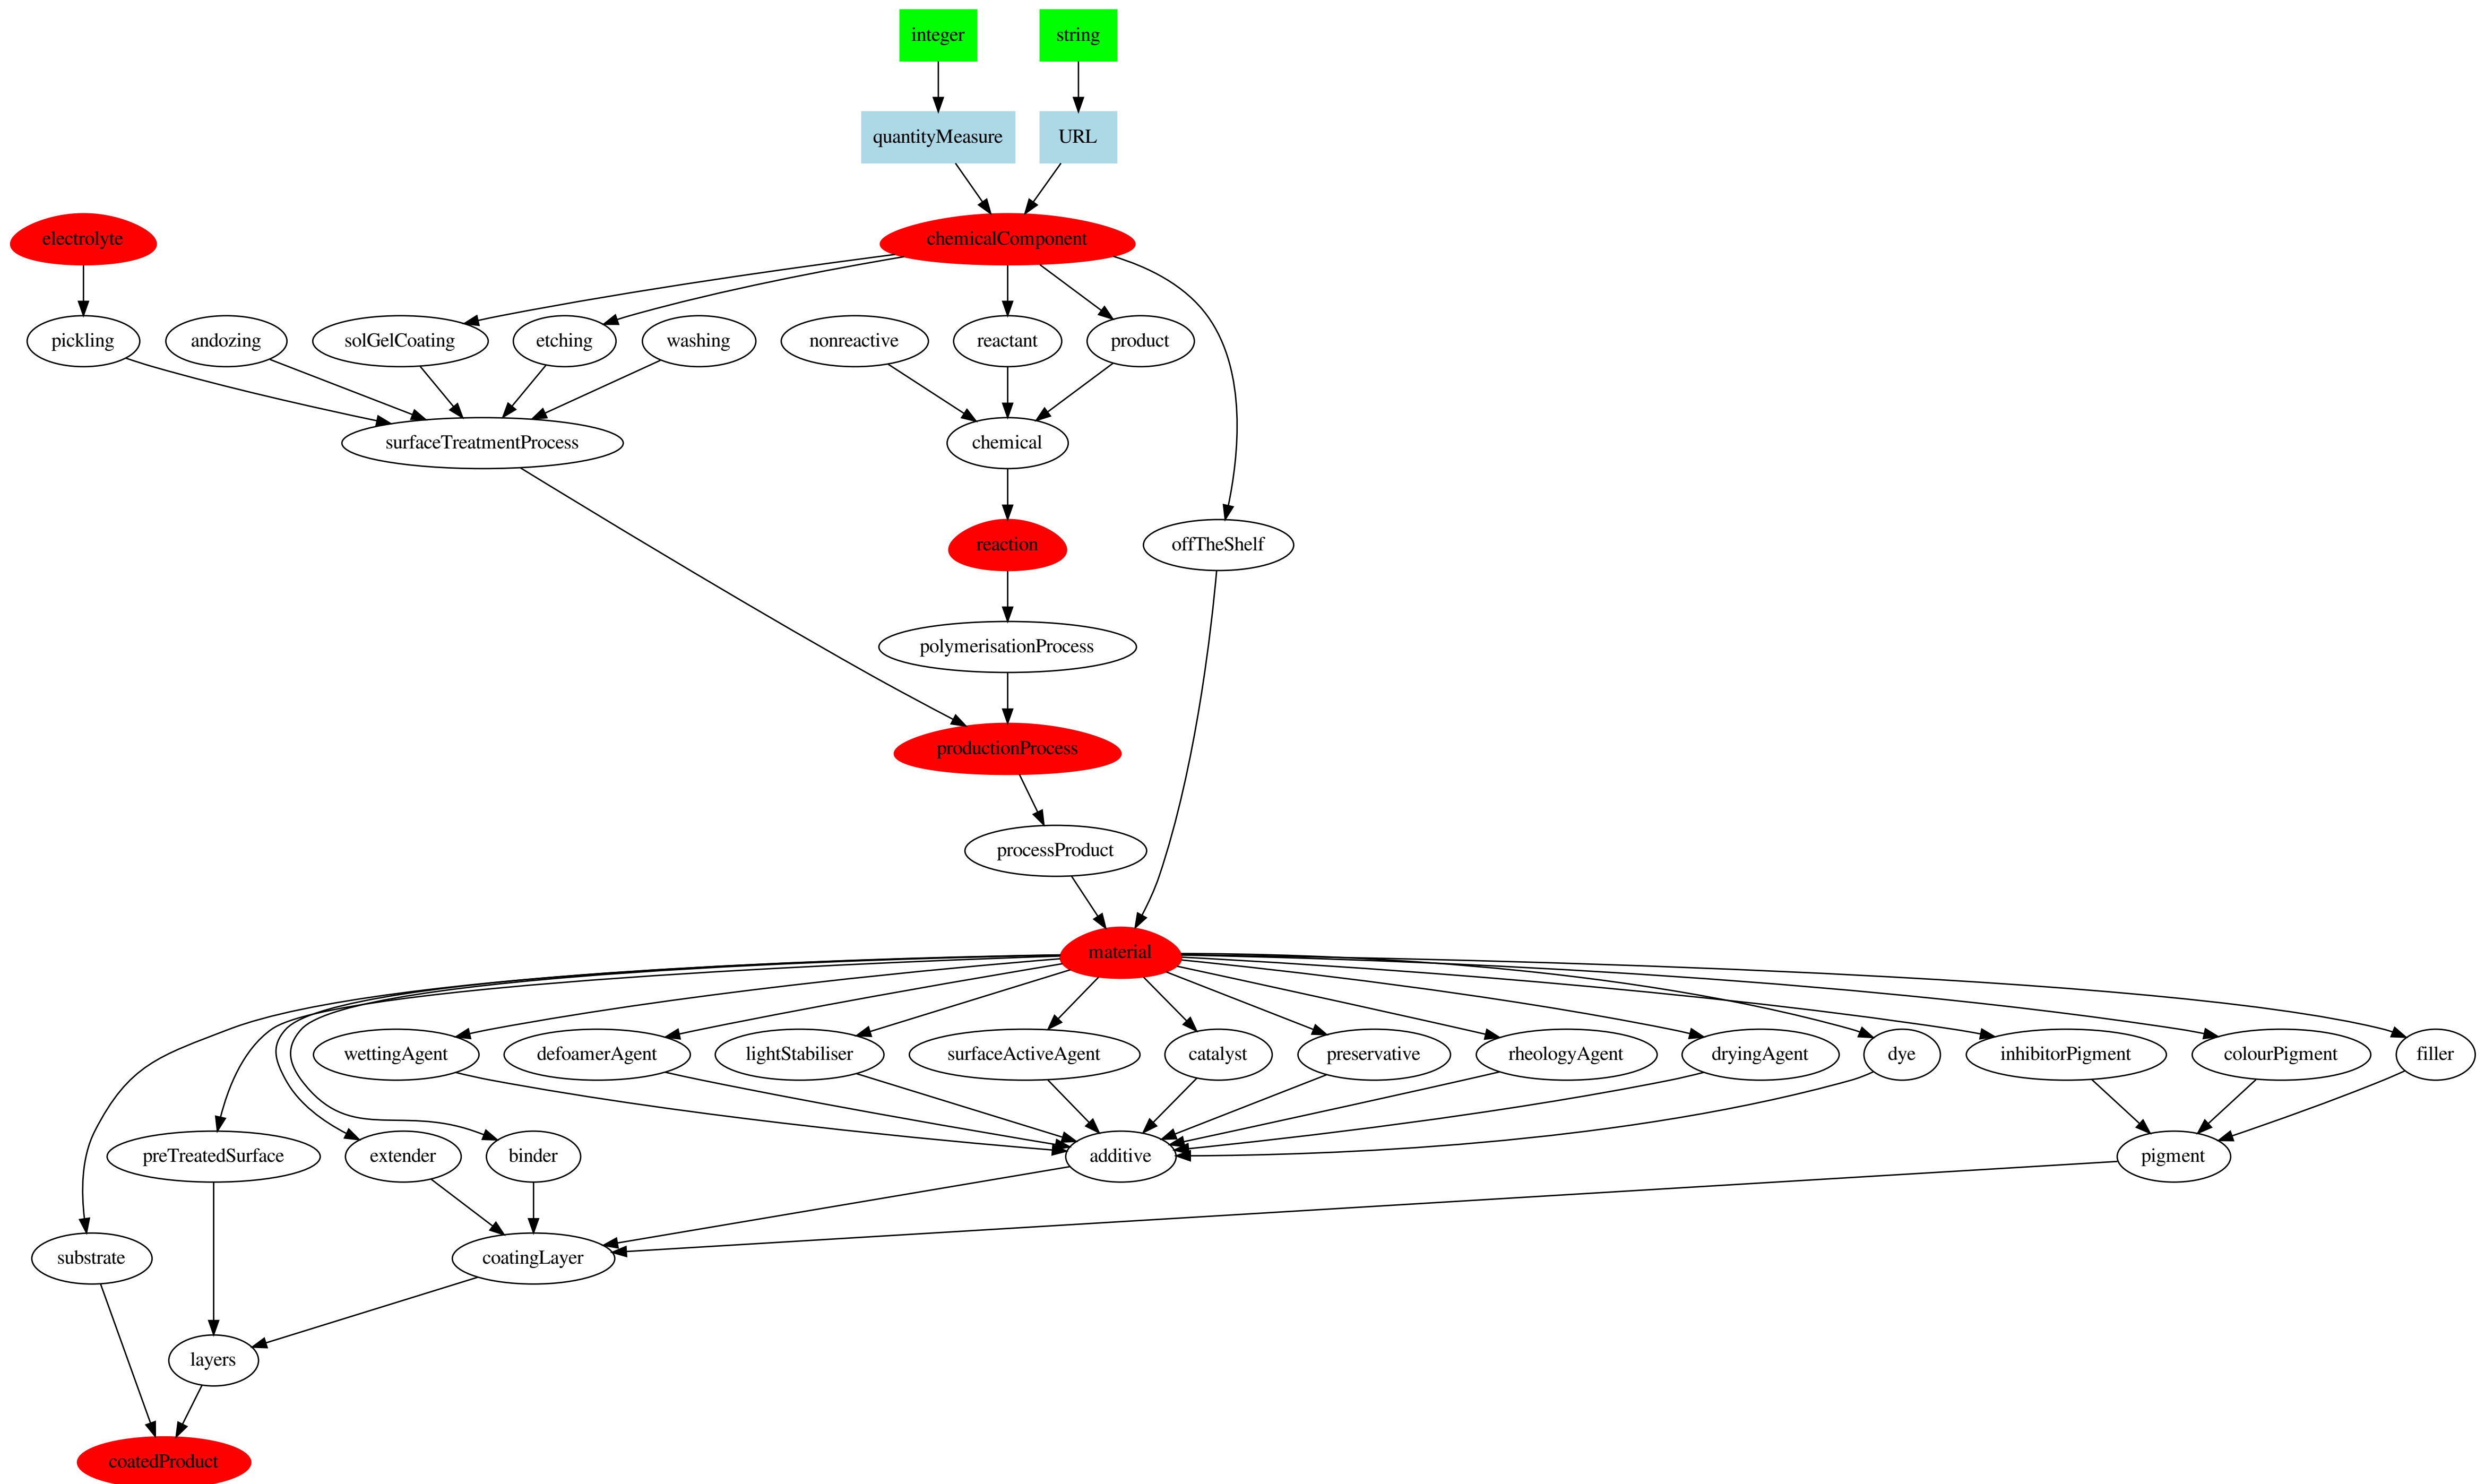 integer
string
quantityMeasure
URL
electrolyte
chemicalComponent
pickling
andozing
solGelCoating
etching
washing
nonreactive
reactant
product
surfaceTreatmentProcess
chemical
reaction
offTheShelf
polymerisationProcess
productionProcess
processProduct
material
wettingAgent
defoamerAgent
lightStabiliser
surfaceActiveAgent
catalyst
preservative
rheologyAgent
dryingAgent
dye
inhibitorPigment
colourPigment
filler
preTreatedSurface
extender
binder
additive
pigment
substrate
coatingLayer
layers
coatedProduct